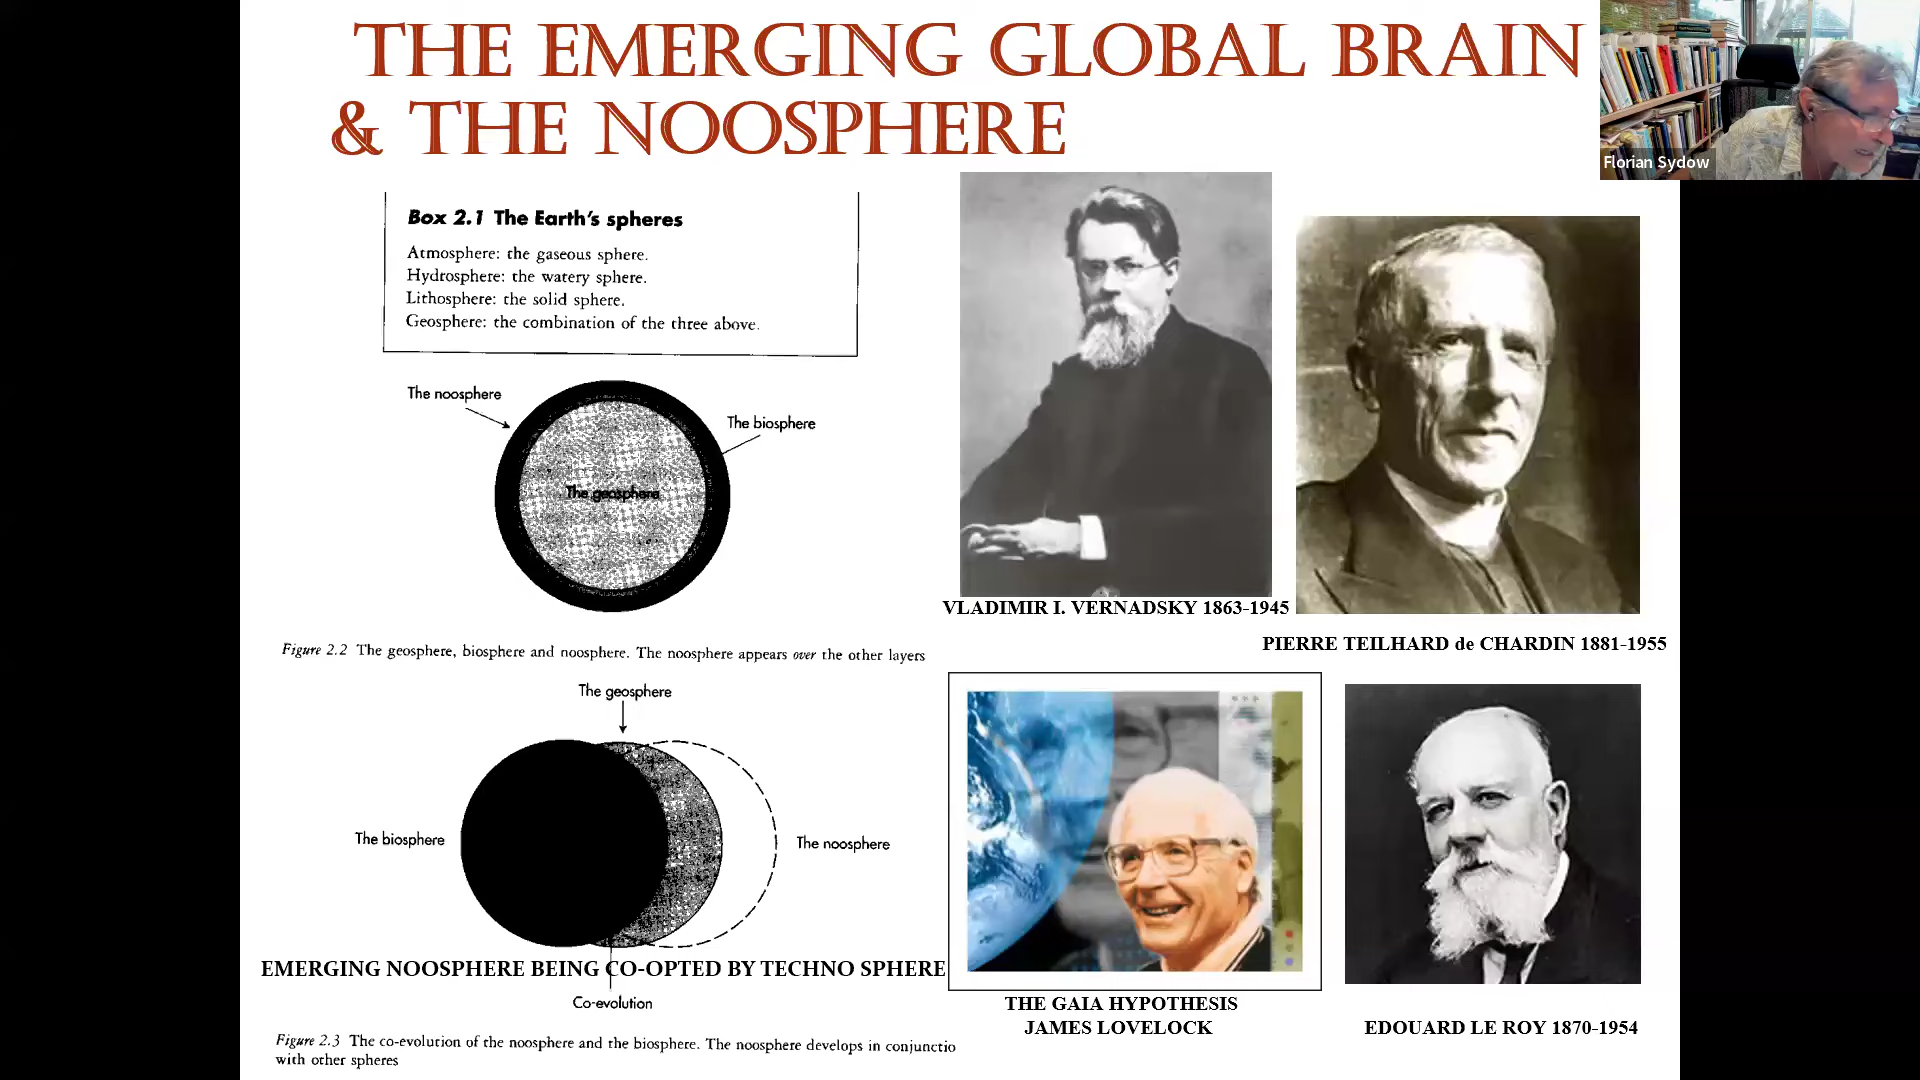 THE EMERGING GLOBAL BRAIN
& THE NOOSPHERE
Florian Sydow
Box 2.1 The Earth's spheres
Atmosphere: the gaseous sphere.
Hydrosphere: the watery sphere.
Lithosphere: the solid sphere.
Geosphere: the combination of the three above.
The noosphere
The biosphere
The geosphere
Figure 2.2 The geosphere, biosphere and noosphere. The noosphere appears over the other layers
VLADIMIR I. VERNADSKY 1863-1945
PIERRE TEILHARD de CHARDIN 1881-1955
The geosphere
The biosphere
The noosphere
EMERGING NOOSPHERE BEING CO-OPTED BY TECHNO SPHERE
Co-evolution
Figure 2.3 The co-evolution of the noosphere and the biosphere. The noosphere develops in conjunctio
with other spheres
THE GAIA HYPOTHESIS
JAMES LOVELOCK
EDOUARD LE ROY 1870-1954